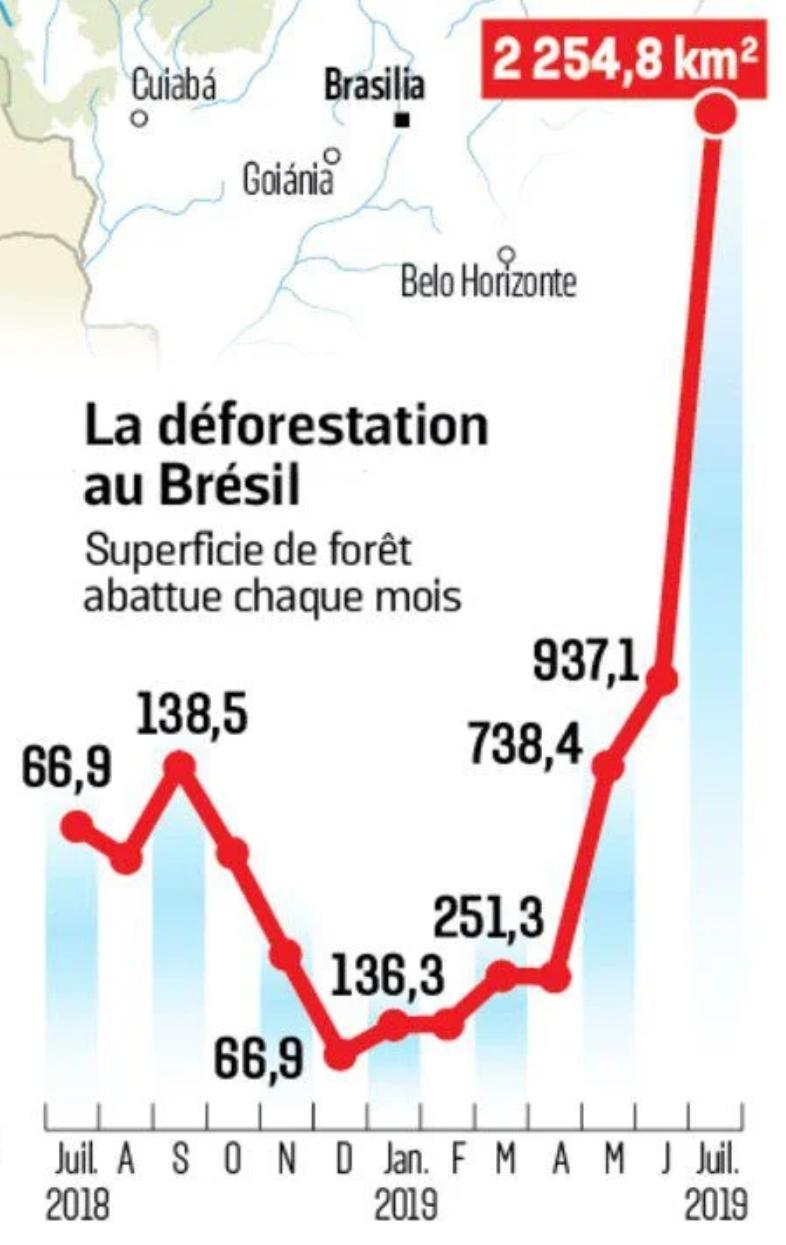 2 254,8 km²
Cuiabá
Brasilia
Goiánia
Belo Horizonte
La déforestation
au Brésil
Superficie de forêt
abattue chaque mois
937,1
138,5
738,4
66,9
251,3
136,3
66,9
Juil. A S O N D Jan. F M A M J Juil.
2018 2019 2019